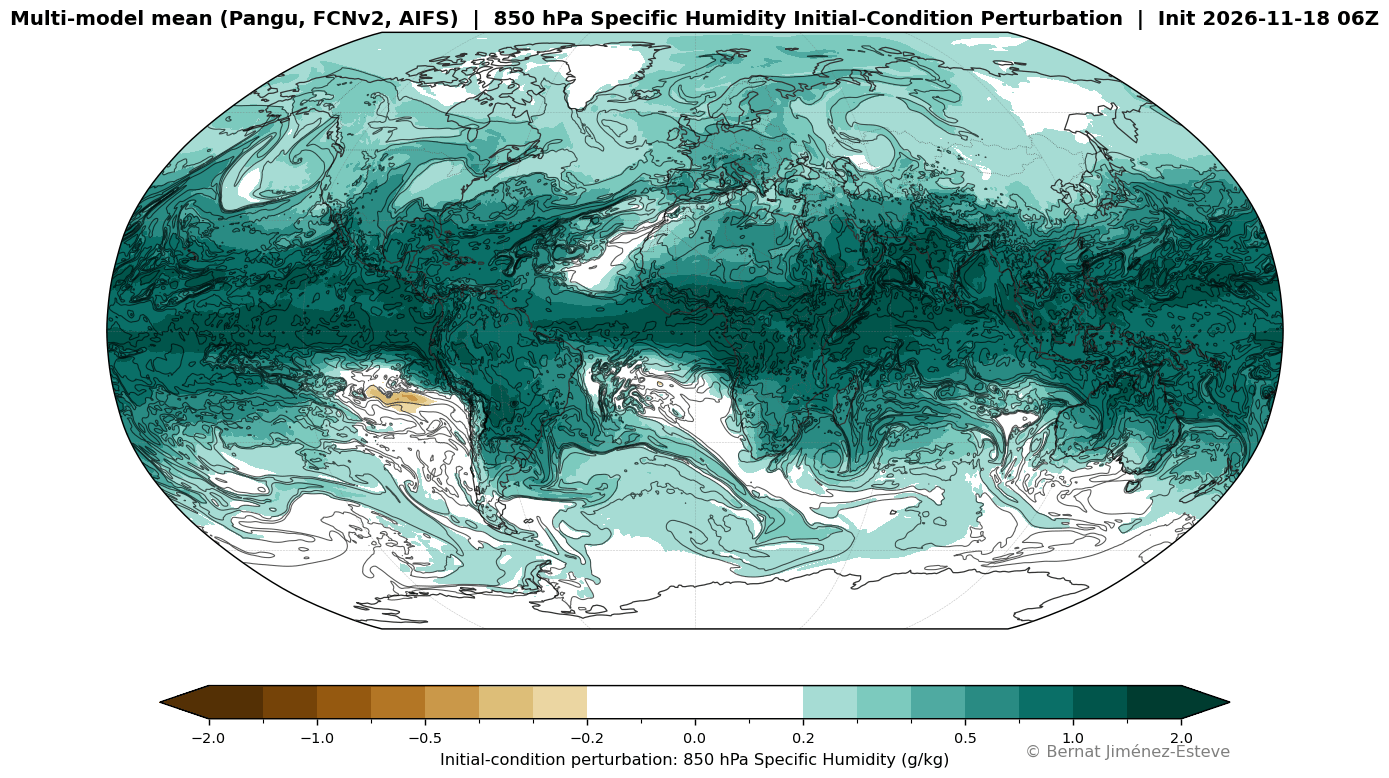 Multi-model mean (Pangu, FCNv2, AIFS) | 850 hPa Specific Humidity Initial-Condition Perturbation | Init 2026-11-18 06Z
−2.0 −1.0 −0.5 −0.2 0.0 0.2 0.5 1.0 2.0
Initial-condition perturbation: 850 hPa Specific Humidity (g/kg)
© Bernat Jiménez-Esteve